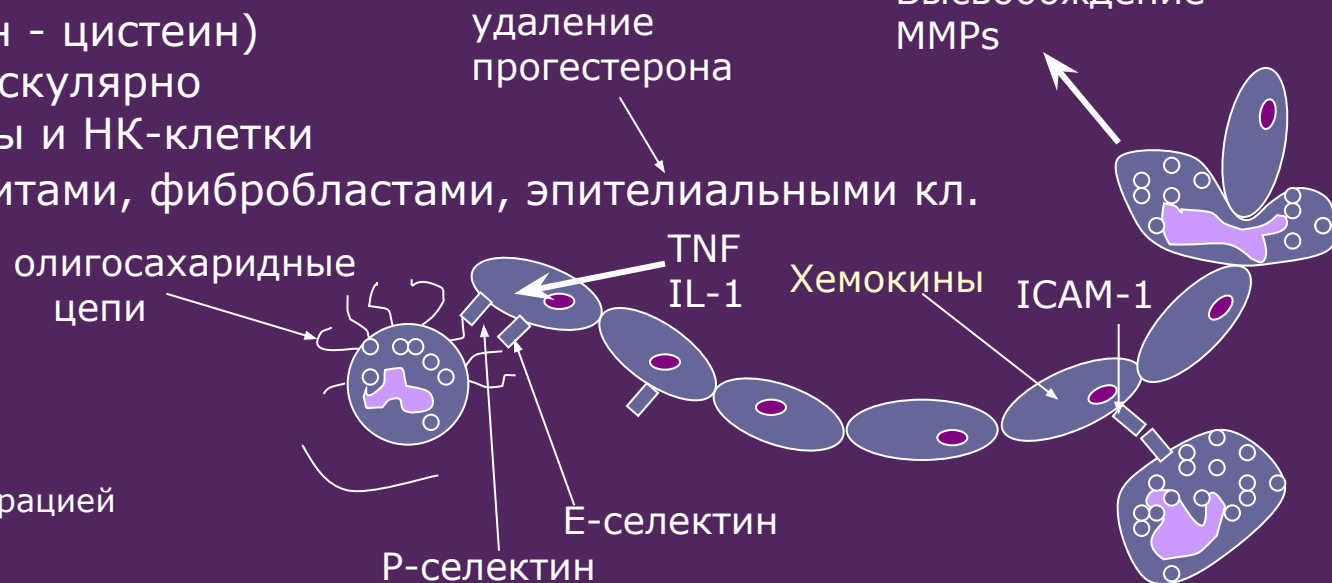 н - цистеин)
скулярно
ы и НК-клетки
итами, фибробластами, эпителиальными кл.
удаление
прогестерона
Высвобождение
MMPs
олигосахаридные
цепи
TNF
IL-1
Хемокины
ICAM-1
рацией
Е-селектин
Р-селектин